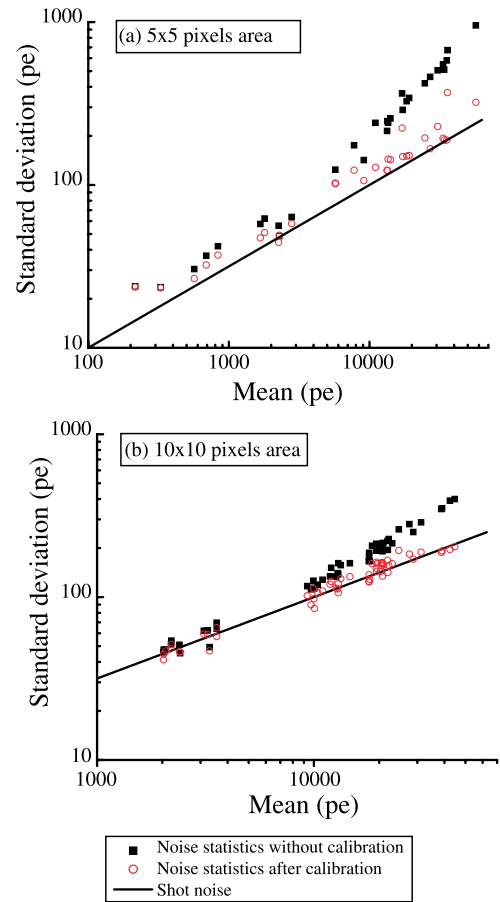 1000
(a) 5x5 pixels area
Standard deviation (pe)
100
10
100
1000
10000
Mean (pe)
1000
(b) 10x10 pixels area
Standard deviation (pe)
100
10
1000
10000
Mean (pe)
Noise statistics without calibration
Noise statistics after calibration
Shot noise